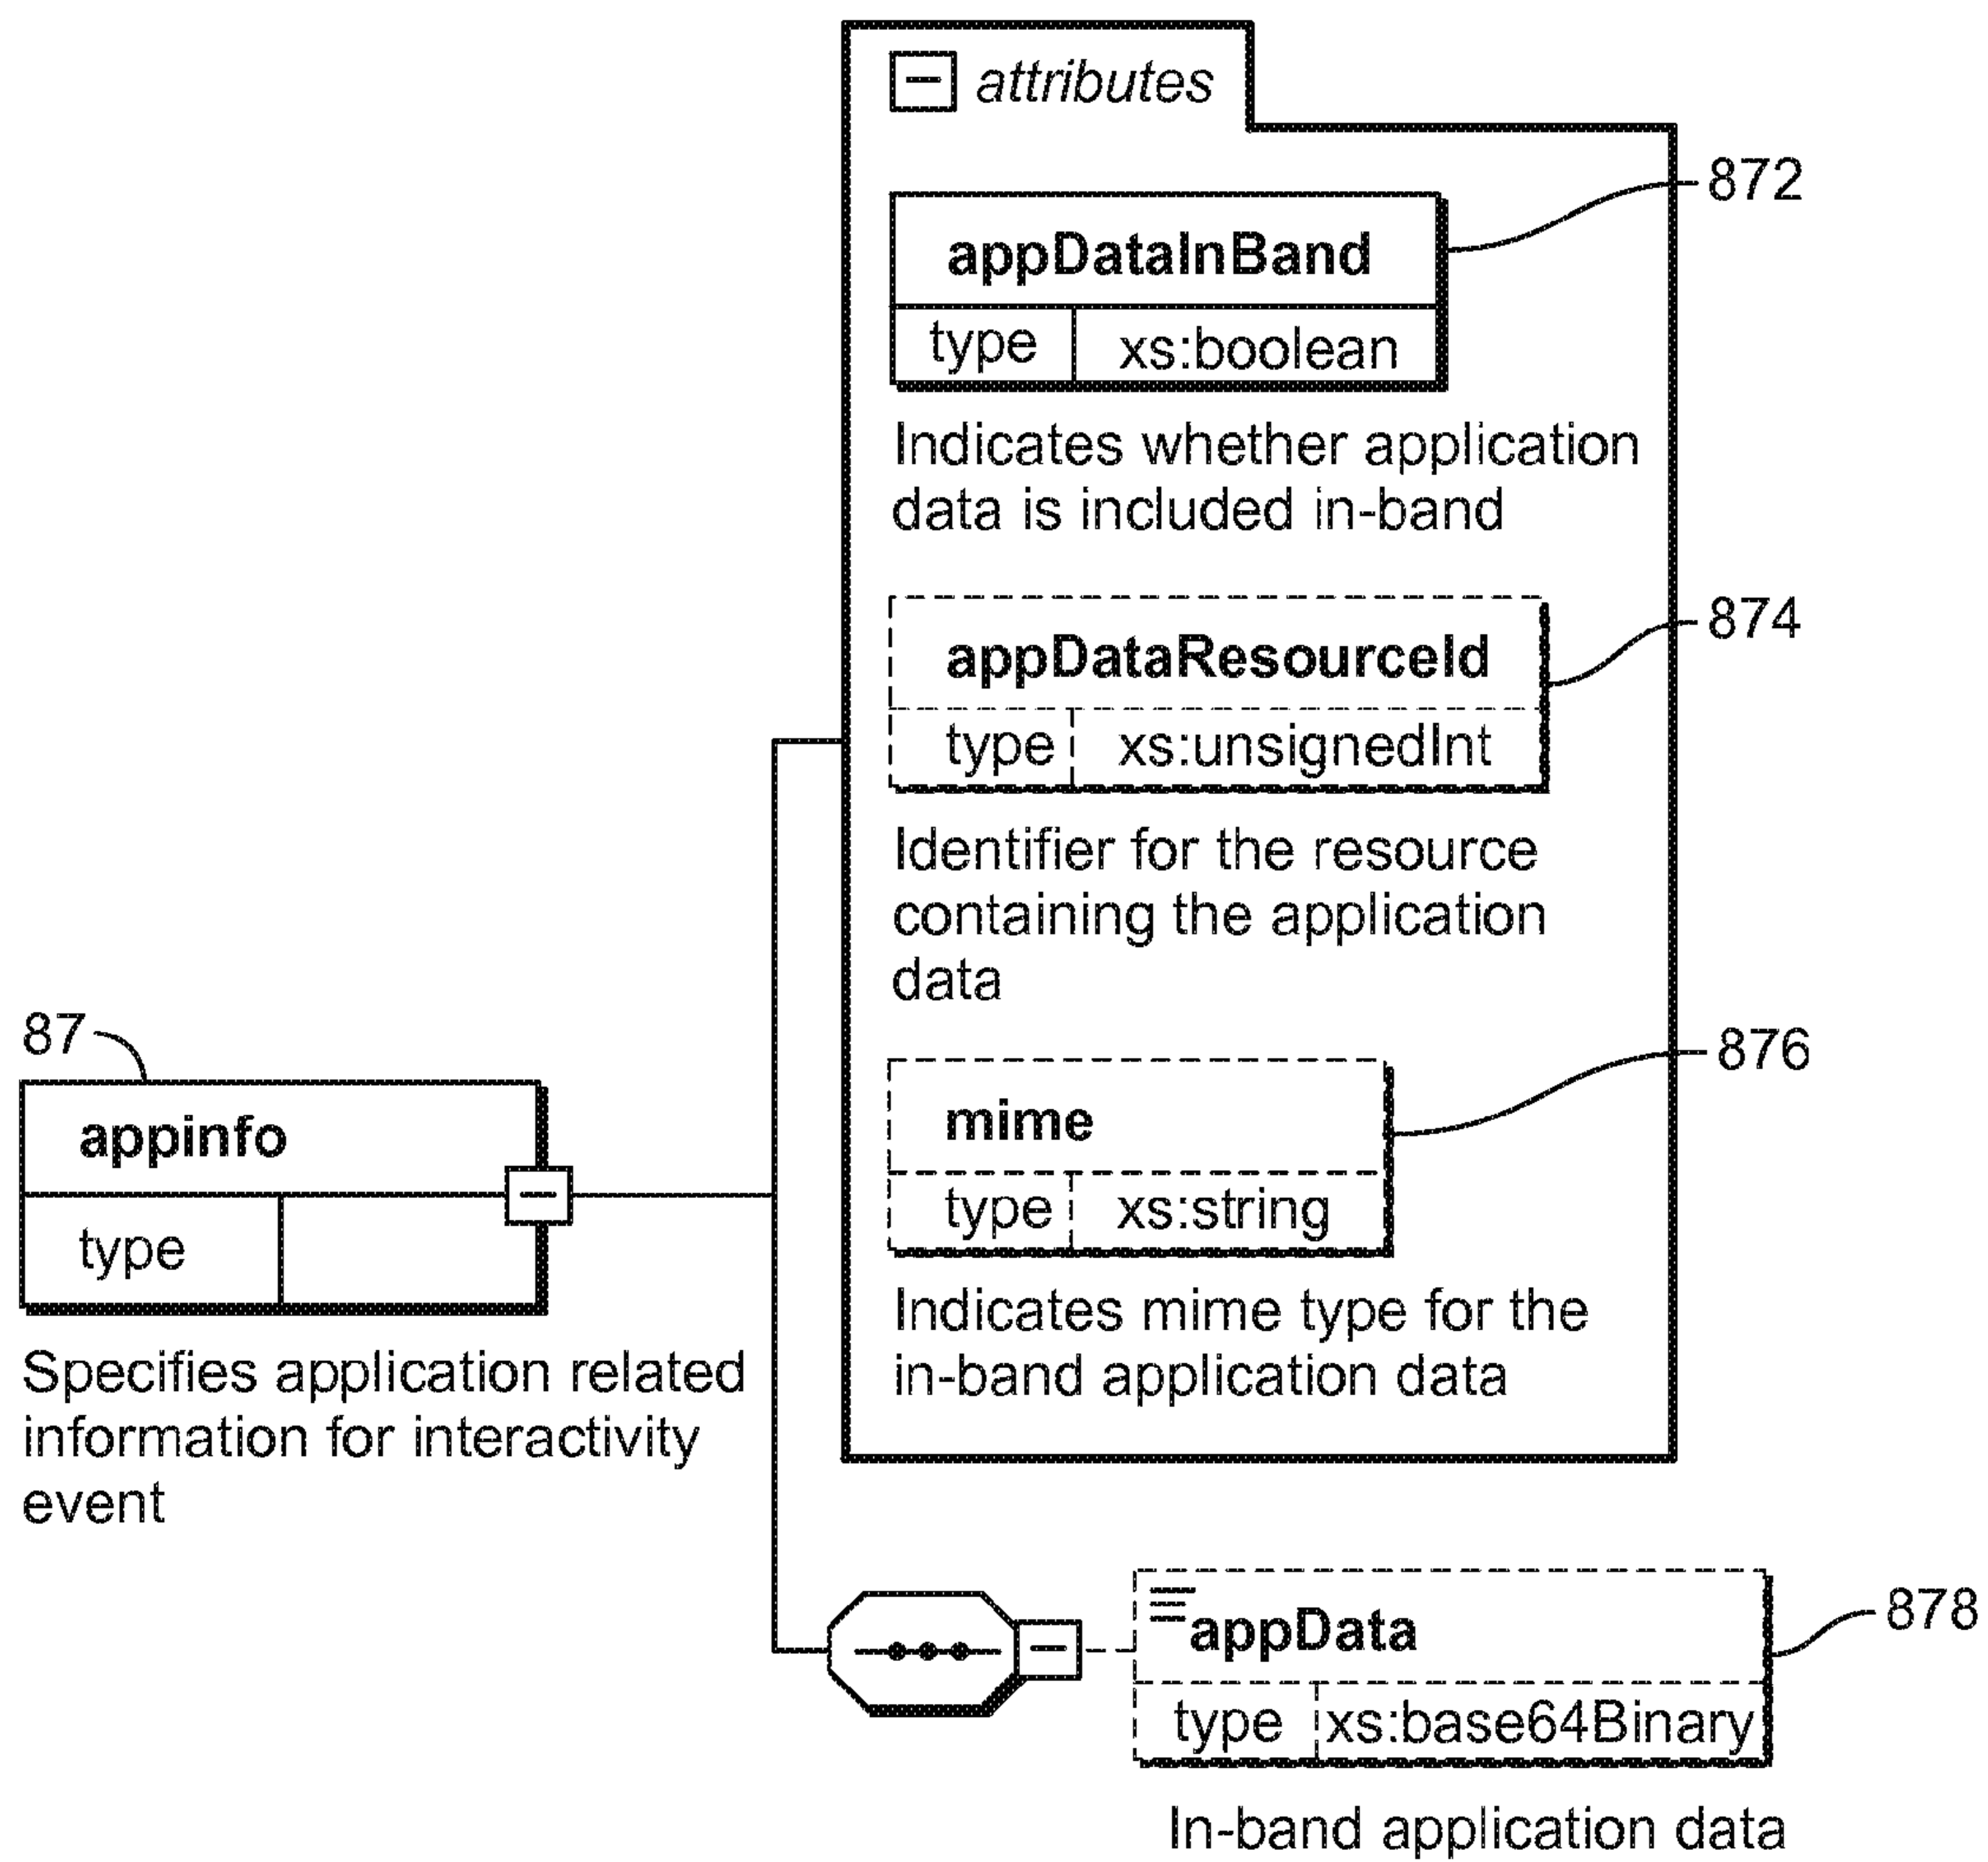 attributes
872
appDataInBand
type xs:boolean
Indicates whether application
data is included in-band
874
appDataResourceId
type xs:unsignedInt
Identifier for the resource
containing the application
data
87
876
appinfo
mime
type
type xs:string
Indicates mime type for the
in-band application data
Specifies application related
information for interactivity
event
878
appData
type xs:base64Binary
In-band application data